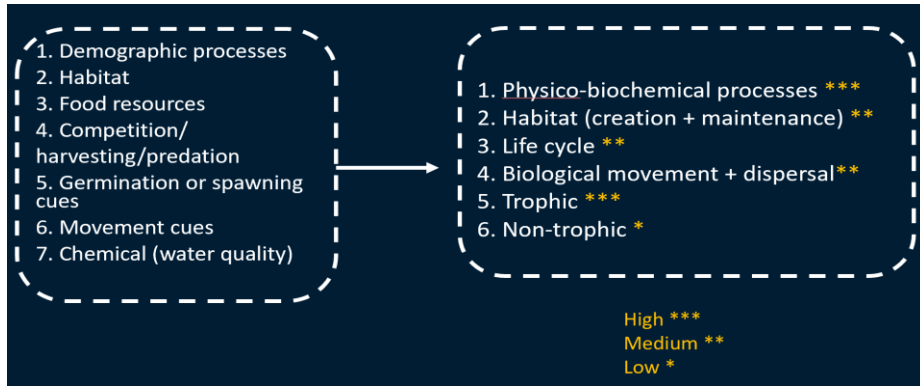 1. Demographic processes
2. Habitat
3. Food resources
4. Competition/
harvesting/predation
5. Germination or spawning
cues
6. Movement cues
7. Chemical (water quality)
1. Physico-biochemical processes ***
2. Habitat (creation + maintenance) **
3. Life cycle **
4. Biological movement + dispersal**
5. Trophic ***
6. Non-trophic *
High ***
Medium **
Low *